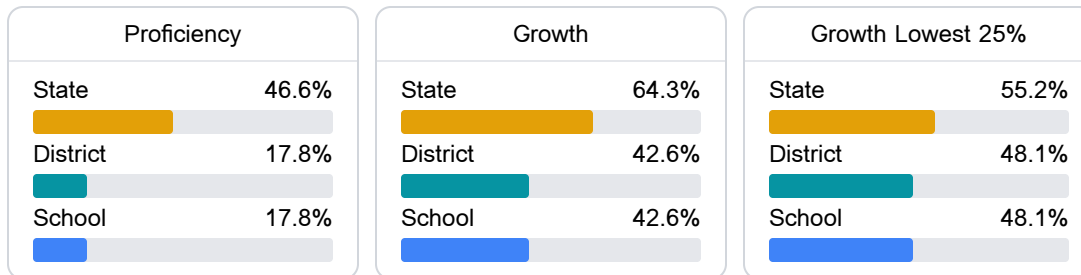 Proficiency
State 46.6%
District 17.8%
School 17.8%
Growth
State 64.3%
District 42.6%
School 42.6%
Growth Lowest 25%
State 55.2%
District 48.1%
School 48.1%